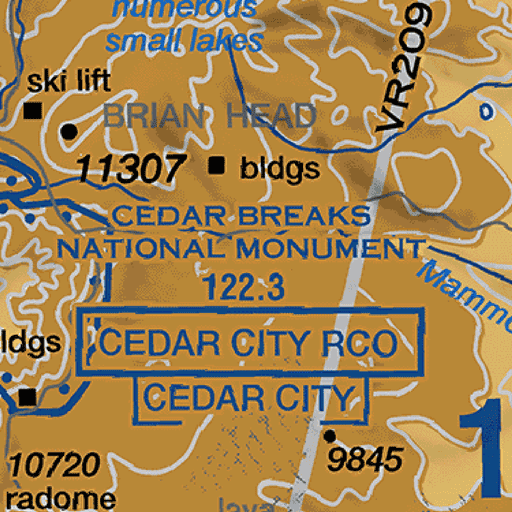 numerous
small lakes
VR209
ski lift
BRIAN HEAD
11307
bldgs
CEDAR BREAKS
NATIONAL MONUMENT
122.3
Mammo
ldgs
CEDAR CITY RCO
CEDAR CITY
1
9845
10720
radome
lava